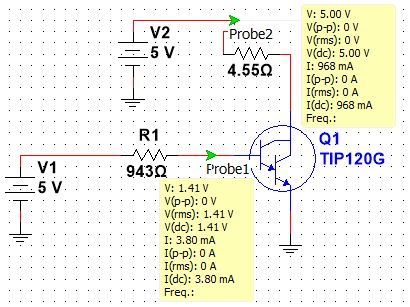 V2
5 V
Probe2
4.55Ω
V: 5.00 V
V(p-p): 0 V
V(rms): 0 V
V(dc): 5.00 V
I: 968 mA
I(p-p): 0 A
I(rms): 0 A
I(dc): 968 mA
Freq.:
Q1
TIP120G
R1
943Ω
Probe1
V1
5 V
V: 1.41 V
V(p-p): 0 V
V(rms): 1.41 V
V(dc): 1.41 V
I: 3.80 mA
I(p-p): 0 A
I(rms): 0 A
I(dc): 3.80 mA
Freq.: